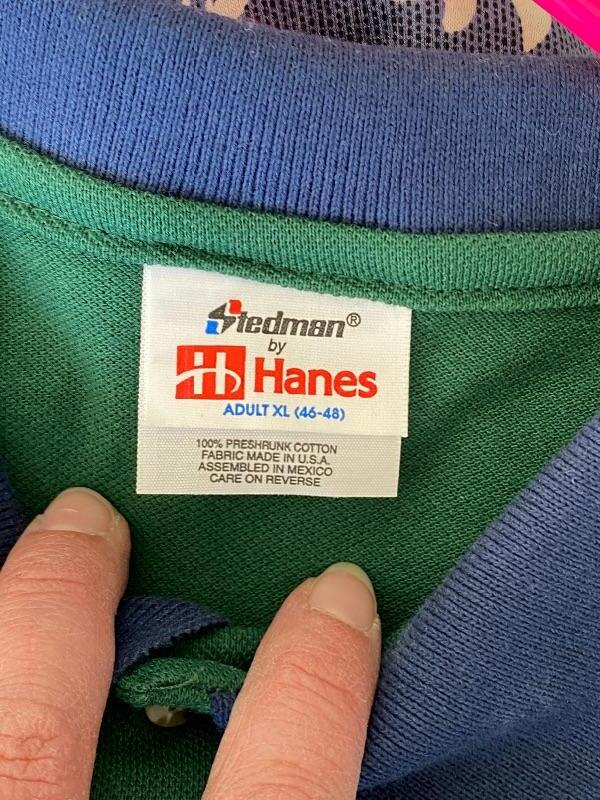 Stedman®
by
Hanes
ADULT XL (46-48)
100% PRESHRUNK COTTON
FABRIC MADE IN U.S.A.
ASSEMBLED IN MEXICO
CARE ON REVERSE